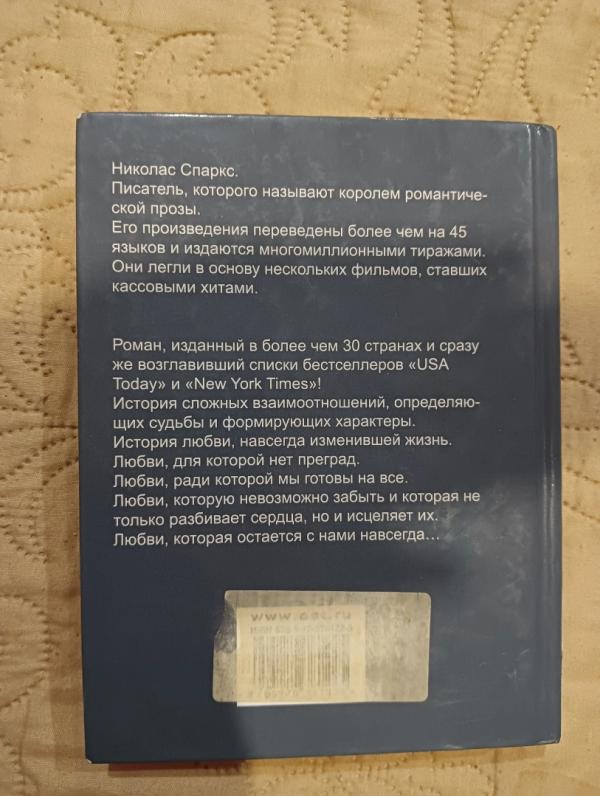 Николас Спаркс.
Писатель, которого называют королем романтиче-
ской прозы.
Его произведения переведены более чем на 45
языков и издаются многомиллионными тиражами.
Они легли в основу нескольких фильмов, ставших
кассовыми хитами.
Роман, изданный в более чем 30 странах и сразу
же возглавивший списки бестселлеров «USA
Today» и «New York Times»!
История сложных взаимоотношений, определяю-
щих судьбы и формирующих характеры.
История любви, навсегда изменившей жизнь.
Любви, для которой нет преград.
Любви, ради которой мы готовы на все.
Любви, которую невозможно забыть и которая не
только разбивает сердца, но и исцеляет их.
Любви, которая остается с нами навсегда…